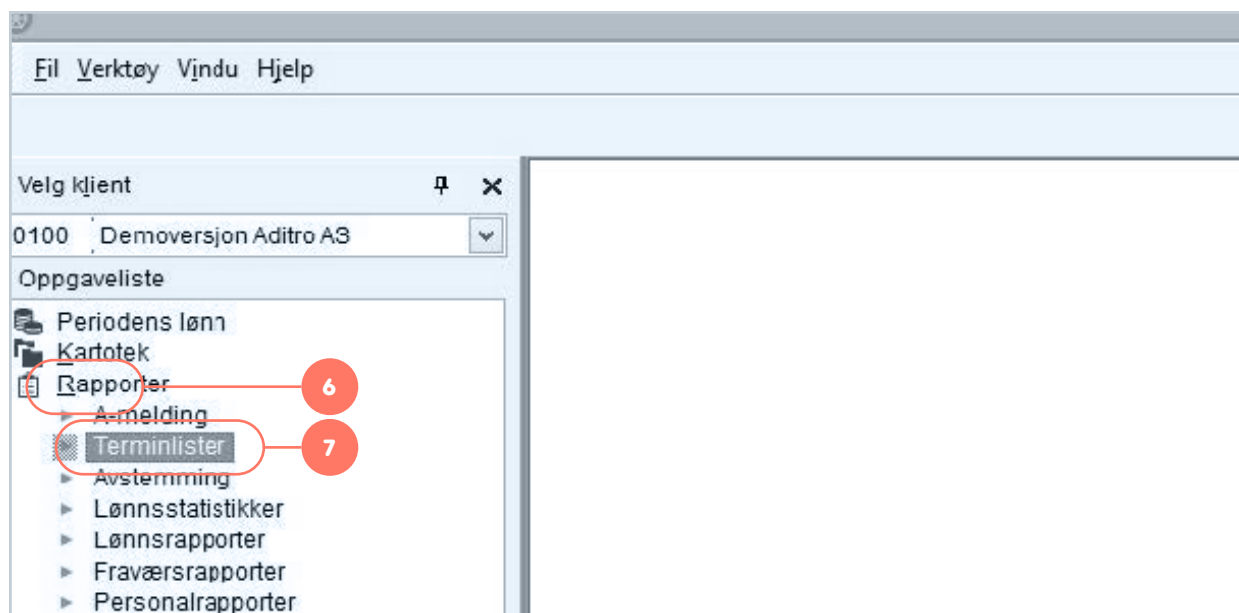 Fil Verktøy Vindu Hjelp
Velg klient
0100 Demoversjon Aditro AS
Oppgaveliste
Periodens lønn
Kartotek
Rapporter 6
A-melding
Terminlister 7
Avstemming
Lønnsstatistikker
Lønnsrapporter
Fraværsrapporter
Personalrapporter